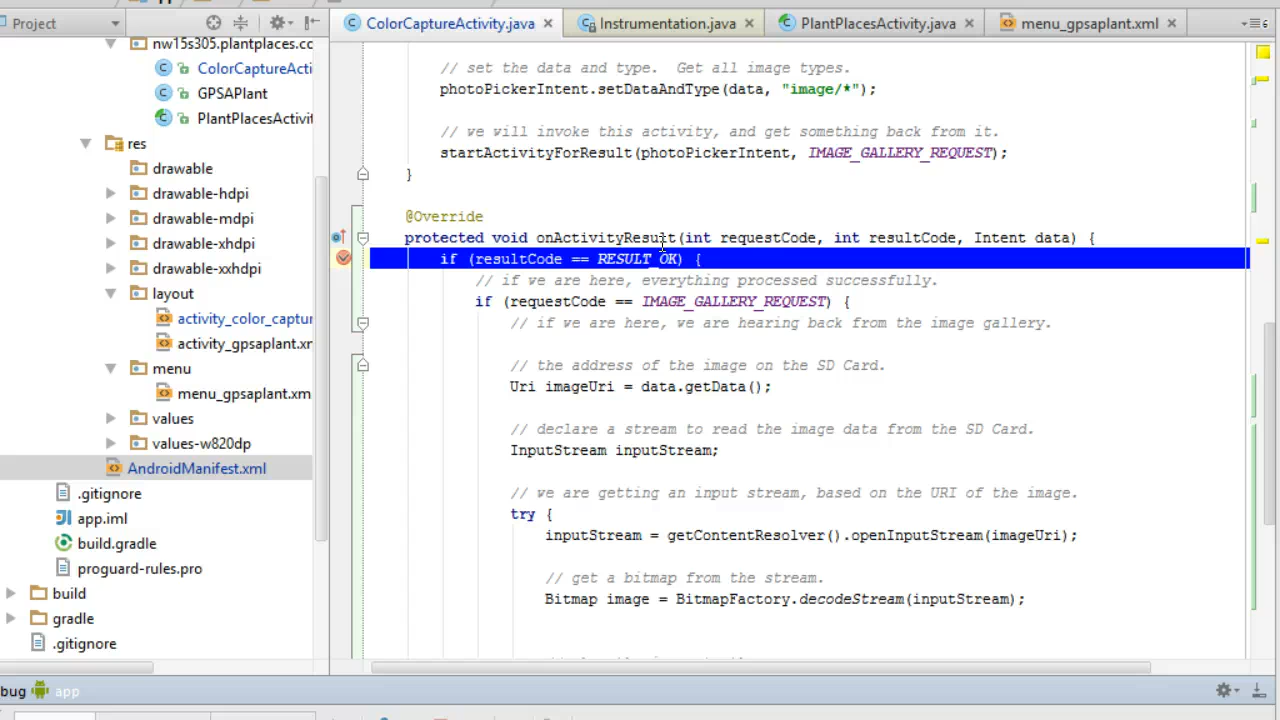 Project
ColorCaptureActivity.java
Instrumentation.java
PlantPlacesActivity.java
menu_gpsaplant.xml
nw15s305.plantplaces.cc
ColorCaptureActi
GPSAPlant
PlantPlacesActivit
res
drawable
drawable-hdpi
drawable-mdpi
drawable-xhdpi
drawable-xxhdpi
layout
activity_color_captur
activity_gpsaplant.xn
menu
menu_gpsaplant.xm
values
values-w820dp
AndroidManifest.xml
.gitignore
app.iml
build.gradle
proguard-rules.pro
build
gradle
.gitignore
// set the data and type.  Get all image types.
photoPickerIntent.setDataAndType(data, "image/*");
// we will invoke this activity, and get something back from it.
startActivityForResult(photoPickerIntent, IMAGE_GALLERY_REQUEST);
}
@Override
protected void onActivityResult(int requestCode, int resultCode, Intent data) {
if (resultCode == RESULT_OK) {
// if we are here, everything processed successfully.
if (requestCode == IMAGE_GALLERY_REQUEST) {
// if we are here, we are hearing back from the image gallery.
// the address of the image on the SD Card.
Uri imageUri = data.getData();
// declare a stream to read the image data from the SD Card.
InputStream inputStream;
// we are getting an input stream, based on the URI of the image.
try {
inputStream = getContentResolver().openInputStream(imageUri);
// get a bitmap from the stream.
Bitmap image = BitmapFactory.decodeStream(inputStream);
bug app